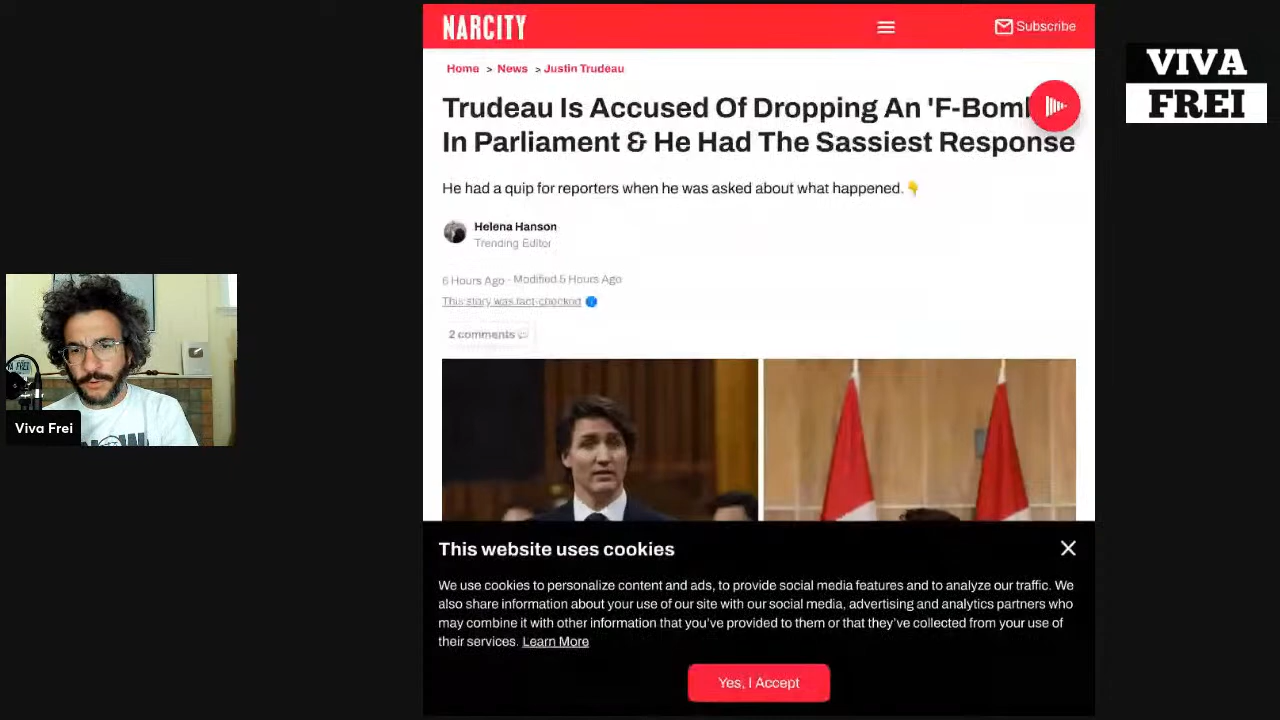 NARCITY
Subscribe
Home > News > Justin Trudeau
Trudeau Is Accused Of Dropping An 'F-Bom
In Parliament & He Had The Sassiest Response
He had a quip for reporters when he was asked about what happened.👇
Helena Hanson
Trending Editor
6 Hours Ago · Modified 5 Hours Ago
This story was fact-checked
2 comments
VIVA
FREI
Viva Frei
This website uses cookies
We use cookies to personalize content and ads, to provide social media features and to analyze our traffic. We
also share information about your use of our site with our social media, advertising and analytics partners who
may combine it with other information that you've provided to them or that they've collected from your use of
their services. Learn More
Yes, I Accept